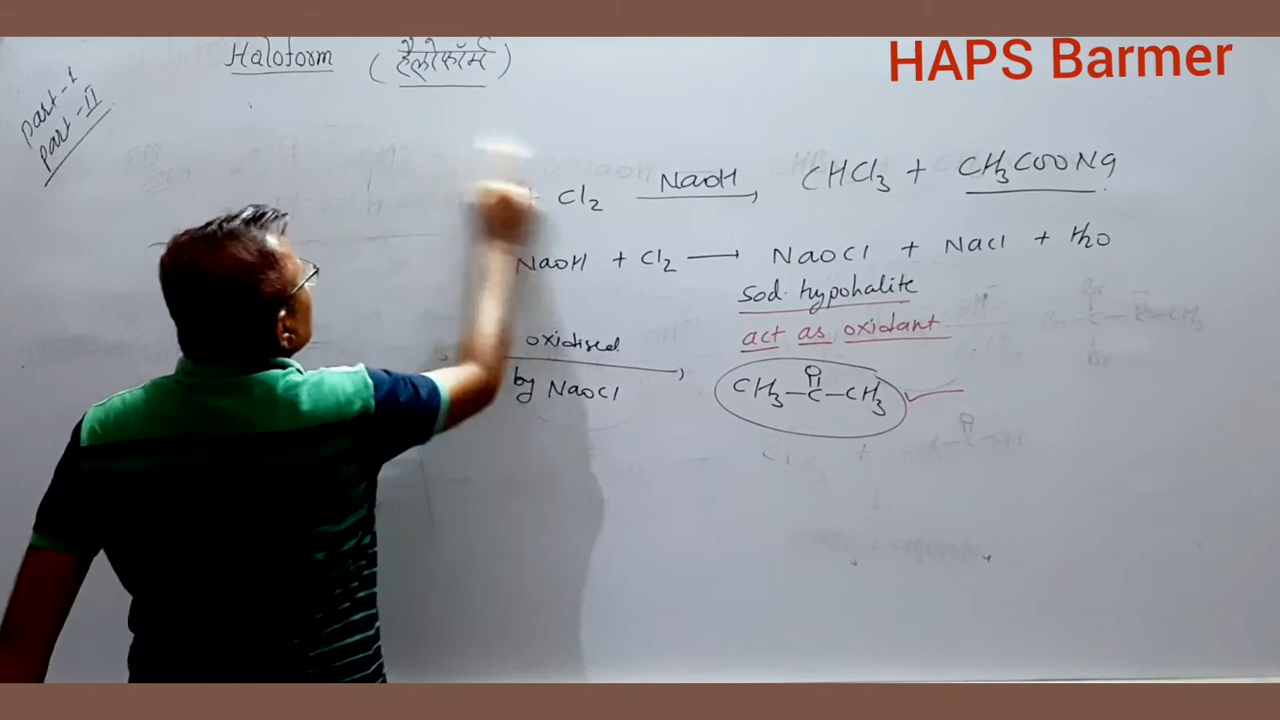 HAPS Barmer
Haloform (हैलोफॉर्म)
Part-I
Part-II
+ Cl₂ NaOH → CHCl₃ + CH₃COONa
NaOH + Cl₂ → NaOCl + NaCl + H₂O
sod. hypohalite
act as oxidant
oxidised
by NaOCl
O
CH₃—C—CH₃